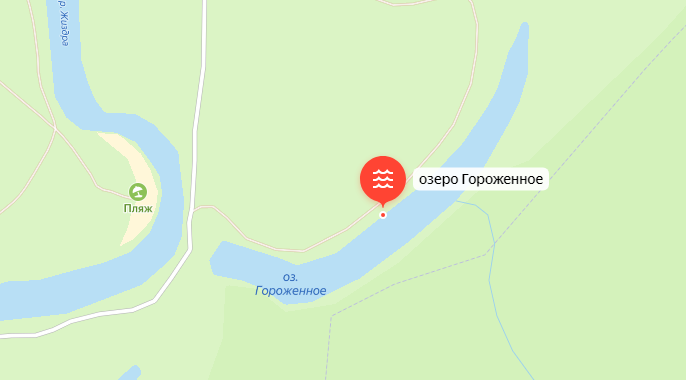 р. Жиздра
озеро Гороженное
Пляж
оз.
Гороженное